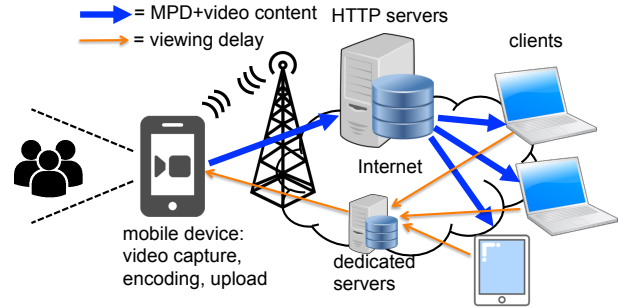 = MPD+video content
= viewing delay
HTTP servers
clients
Internet
mobile device:
video capture,
encoding, upload
dedicated
servers